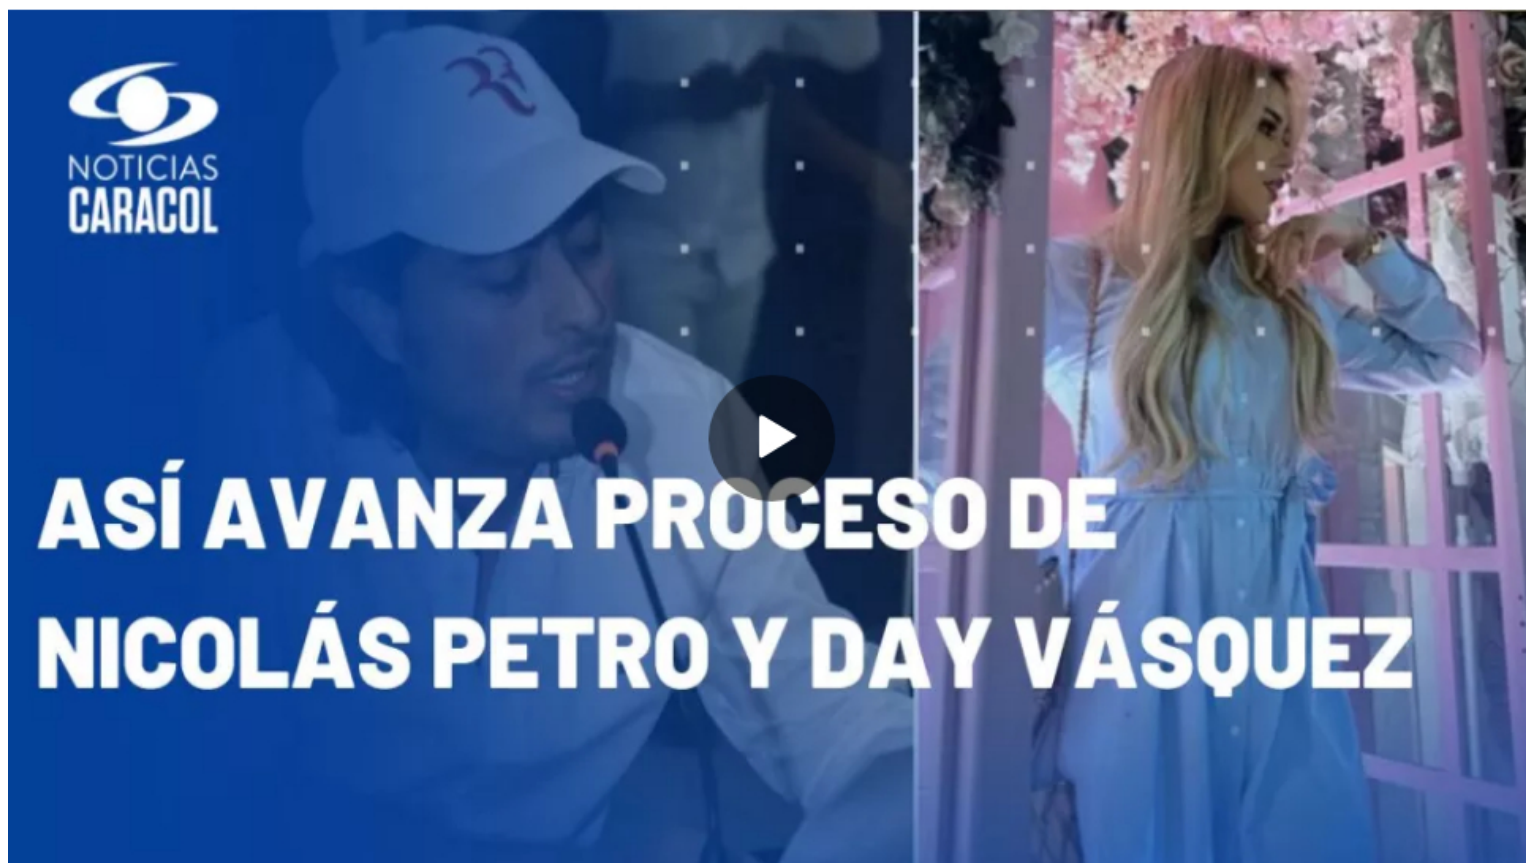 NOTICIAS
CARACOL
ASÍ AVANZA PROCESO DE
NICOLÁS PETRO Y DAY VÁSQUEZ